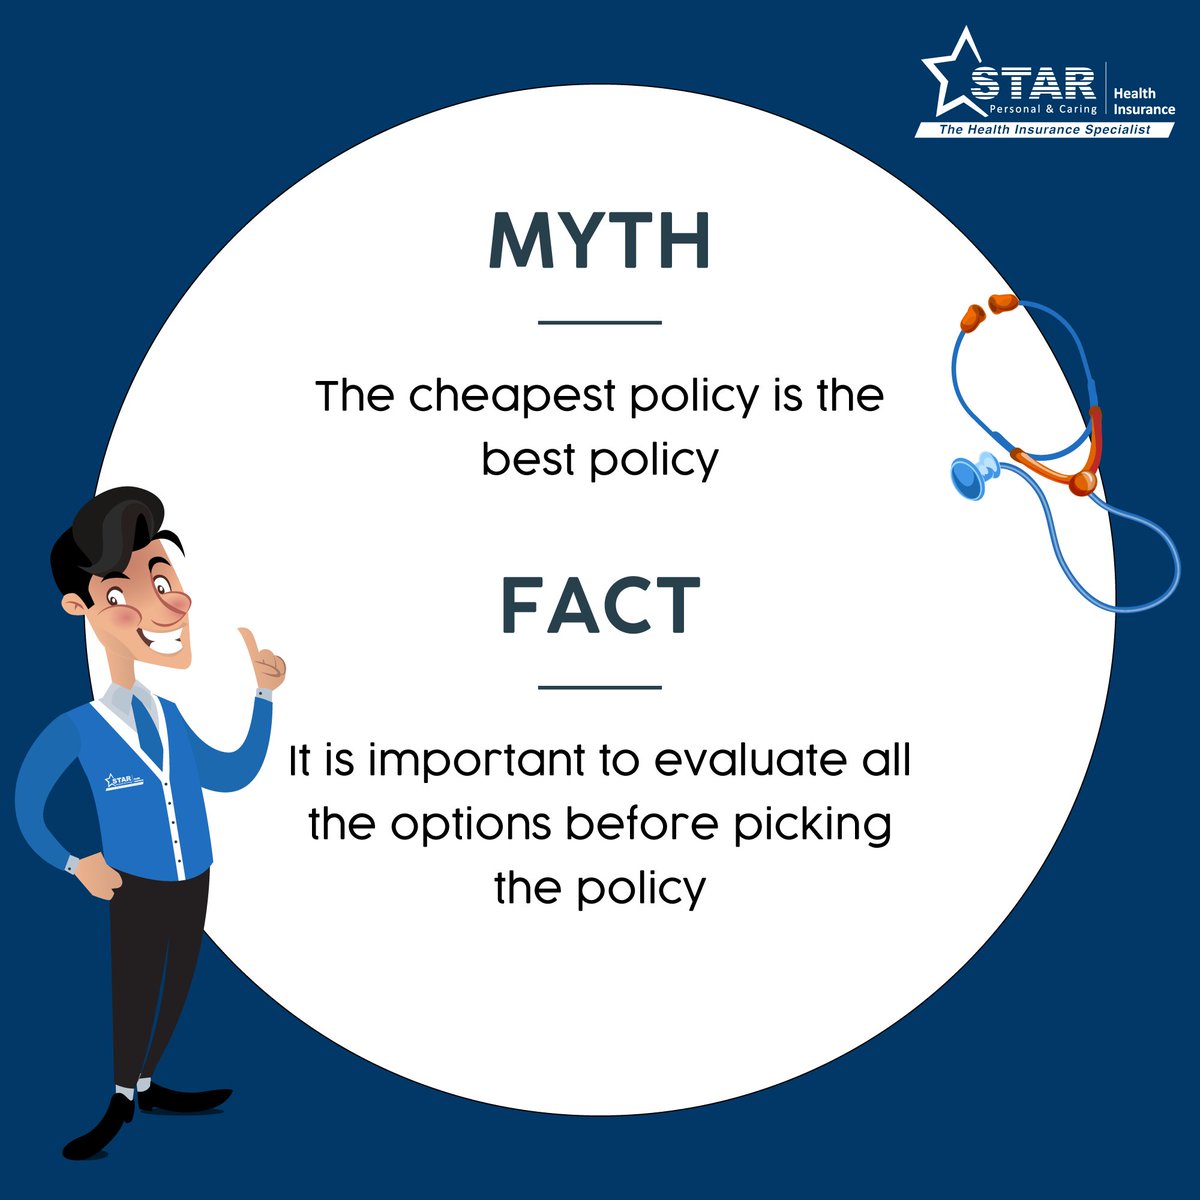 STAR
Health
Insurance
Personal & Caring
The Health Insurance Specialist
MYTH
The cheapest policy is the
best policy
FACT
It is important to evaluate all
the options before picking
the policy
STAR